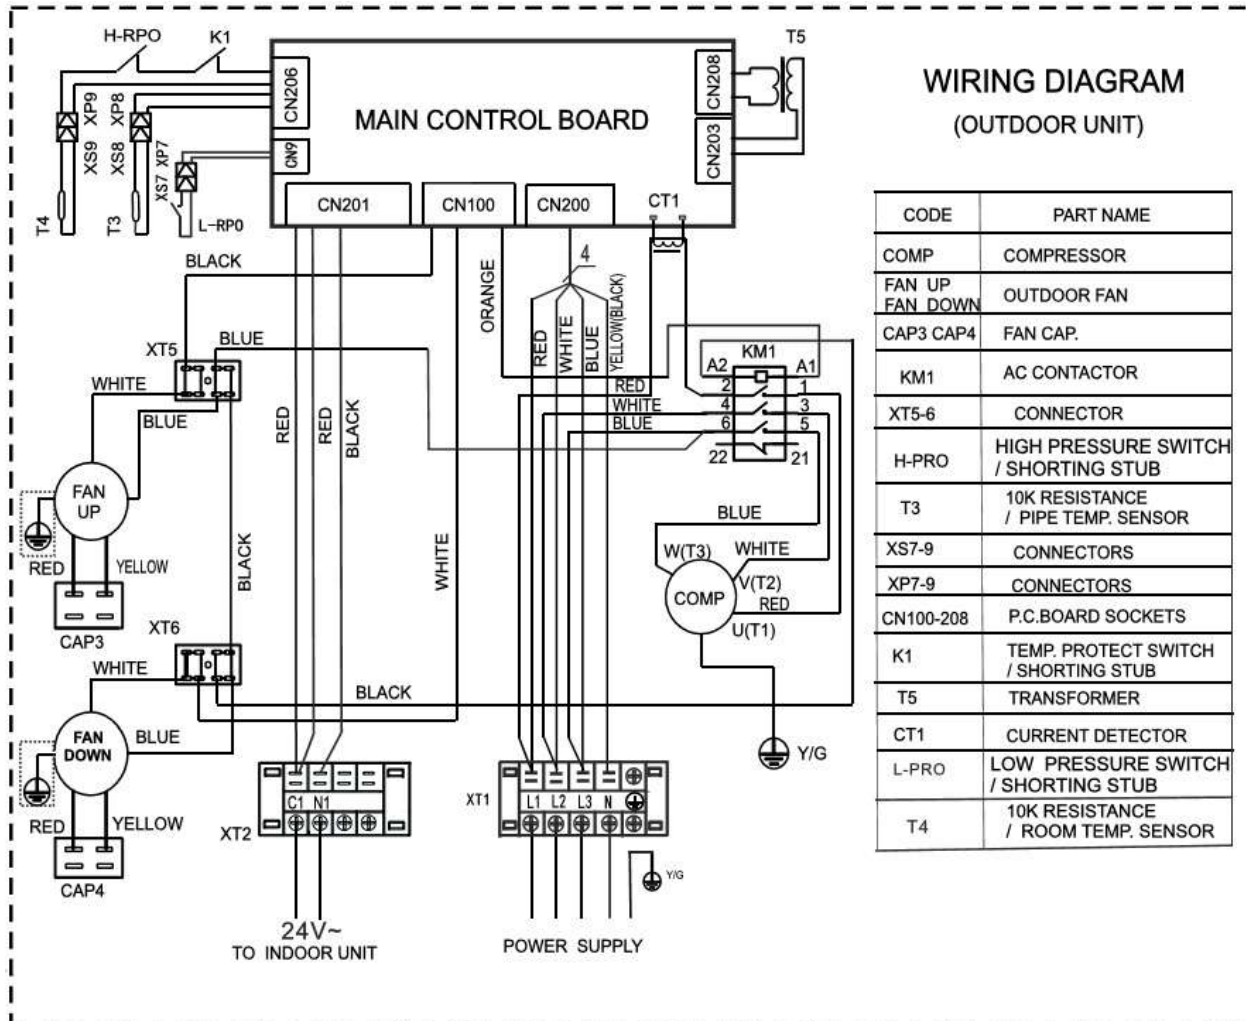 WIRING DIAGRAM
(OUTDOOR UNIT)
H-RPO
K1
T5
MAIN CONTROL BOARD
CN206
CN9
CN208
CN203
CN201
CN100
CN200
CT1
XP9
XP8
XS9
XS8
XS7 XP7
T4
T3
L-RPO
BLACK
ORANGE
4
RED
WHITE
BLUE
YELLOW(BLACK)
XT5
BLUE
WHITE
BLUE
KM1
A2
A1
RED
2
1
WHITE
4
3
BLUE
6
5
22
21
RED
RED
BLACK
FAN
UP
RED
YELLOW
CAP3
BLACK
WHITE
BLUE
W(T3)
WHITE
V(T2)
COMP
RED
U(T1)
XT6
WHITE
BLACK
FAN
DOWN
BLUE
Y/G
RED
YELLOW
CAP4
C1 N1
XT2
XT1
L1 L2 L3 N
Y/G
24V~
TO INDOOR UNIT
POWER SUPPLY
CODE PART NAME
COMP COMPRESSOR
FAN UP
FAN DOWN OUTDOOR FAN
CAP3 CAP4 FAN CAP.
KM1 AC CONTACTOR
XT5-6 CONNECTOR
H-PRO HIGH PRESSURE SWITCH
/ SHORTING STUB
T3 10K RESISTANCE
/ PIPE TEMP. SENSOR
XS7-9 CONNECTORS
XP7-9 CONNECTORS
CN100-208 P.C.BOARD SOCKETS
K1 TEMP. PROTECT SWITCH
/ SHORTING STUB
T5 TRANSFORMER
CT1 CURRENT DETECTOR
L-PRO LOW PRESSURE SWITCH
/ SHORTING STUB
T4 10K RESISTANCE
/ ROOM TEMP. SENSOR